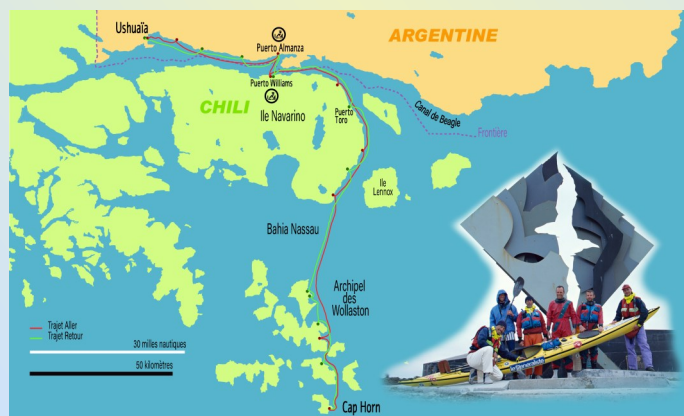 Ushuaïa
Puerto Almanza
ARGENTINE
Puerto Williams
CHILI
Ile Navarino
Puerto
Toro
Canal de Beagle
Frontière
Ile
Lennox
Bahia Nassau
Archipel
des
Wollaston
Trajet Aller
Trajet Retour
30 milles nautiques
50 kilomètres
Cap Horn